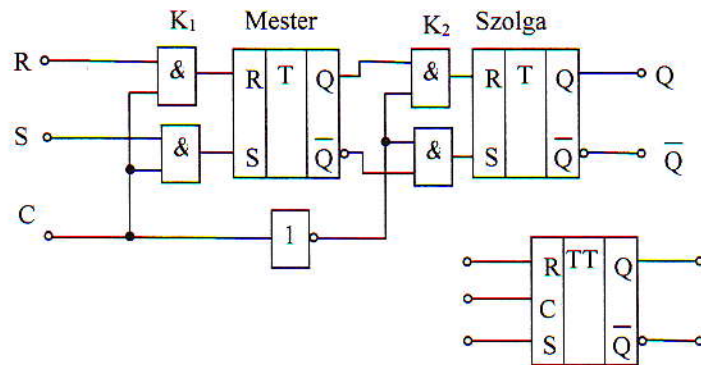 K₁ Mester K₂ Szolga
R & R T Q & R T Q Q
S & S Q̅ & S Q̅ Q̅
C 1
R TT Q
C
S Q̅